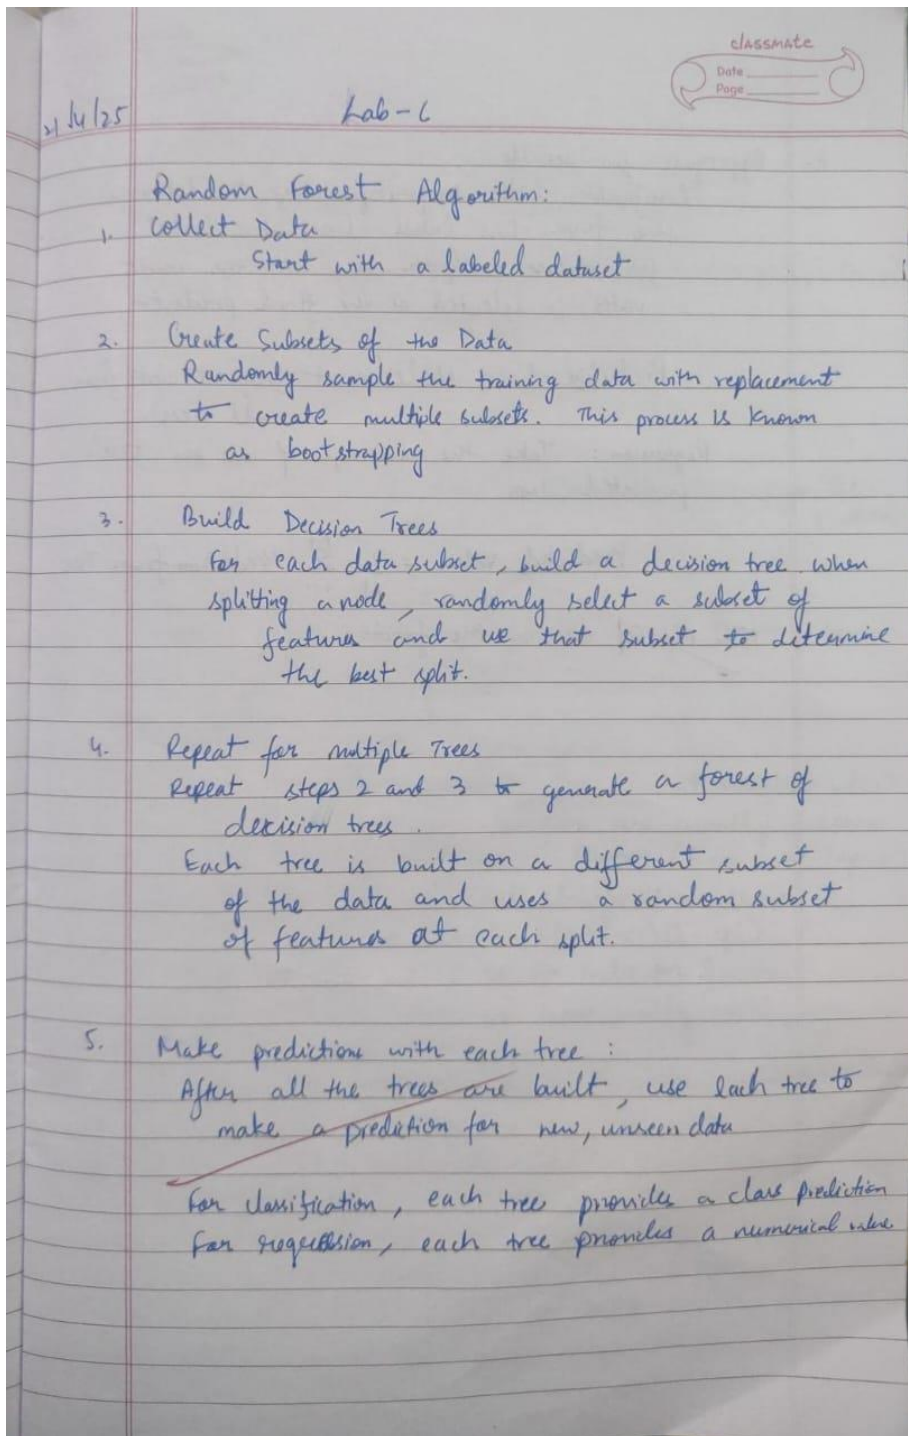 classmate
Date
Page
21/4/25
Lab-6
Random Forest Algorithm:
1. Collect Data
Start with a labeled dataset
2. Create Subsets of the Data
Randomly sample the training data with replacement
to create multiple subsets. This process is known
as bootstrapping
3. Build Decision Trees
For each data subset, build a decision tree. when
splitting a node, randomly select a subset of
features and use that subset to determine
the best split.
4. Repeat for multiple Trees
Repeat steps 2 and 3 to generate a forest of
decision trees.
Each tree is built on a different subset
of the data and uses a random subset
of features at each split.
5. Make predictions with each tree :
After all the trees are built, use each tree to
make a prediction for new, unseen data
For classification, each tree provides a class prediction
For regression, each tree provides a numerical value